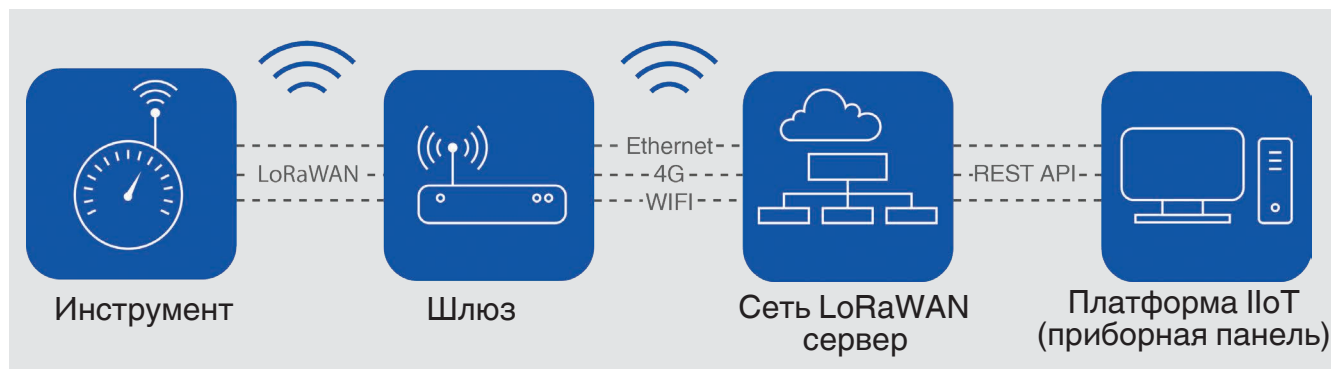 LoRaWAN
Ethernet
4G
WIFI
REST API
Инструмент
Шлюз
Сеть LoRaWAN
сервер
Платформа IIoT
(приборная панель)